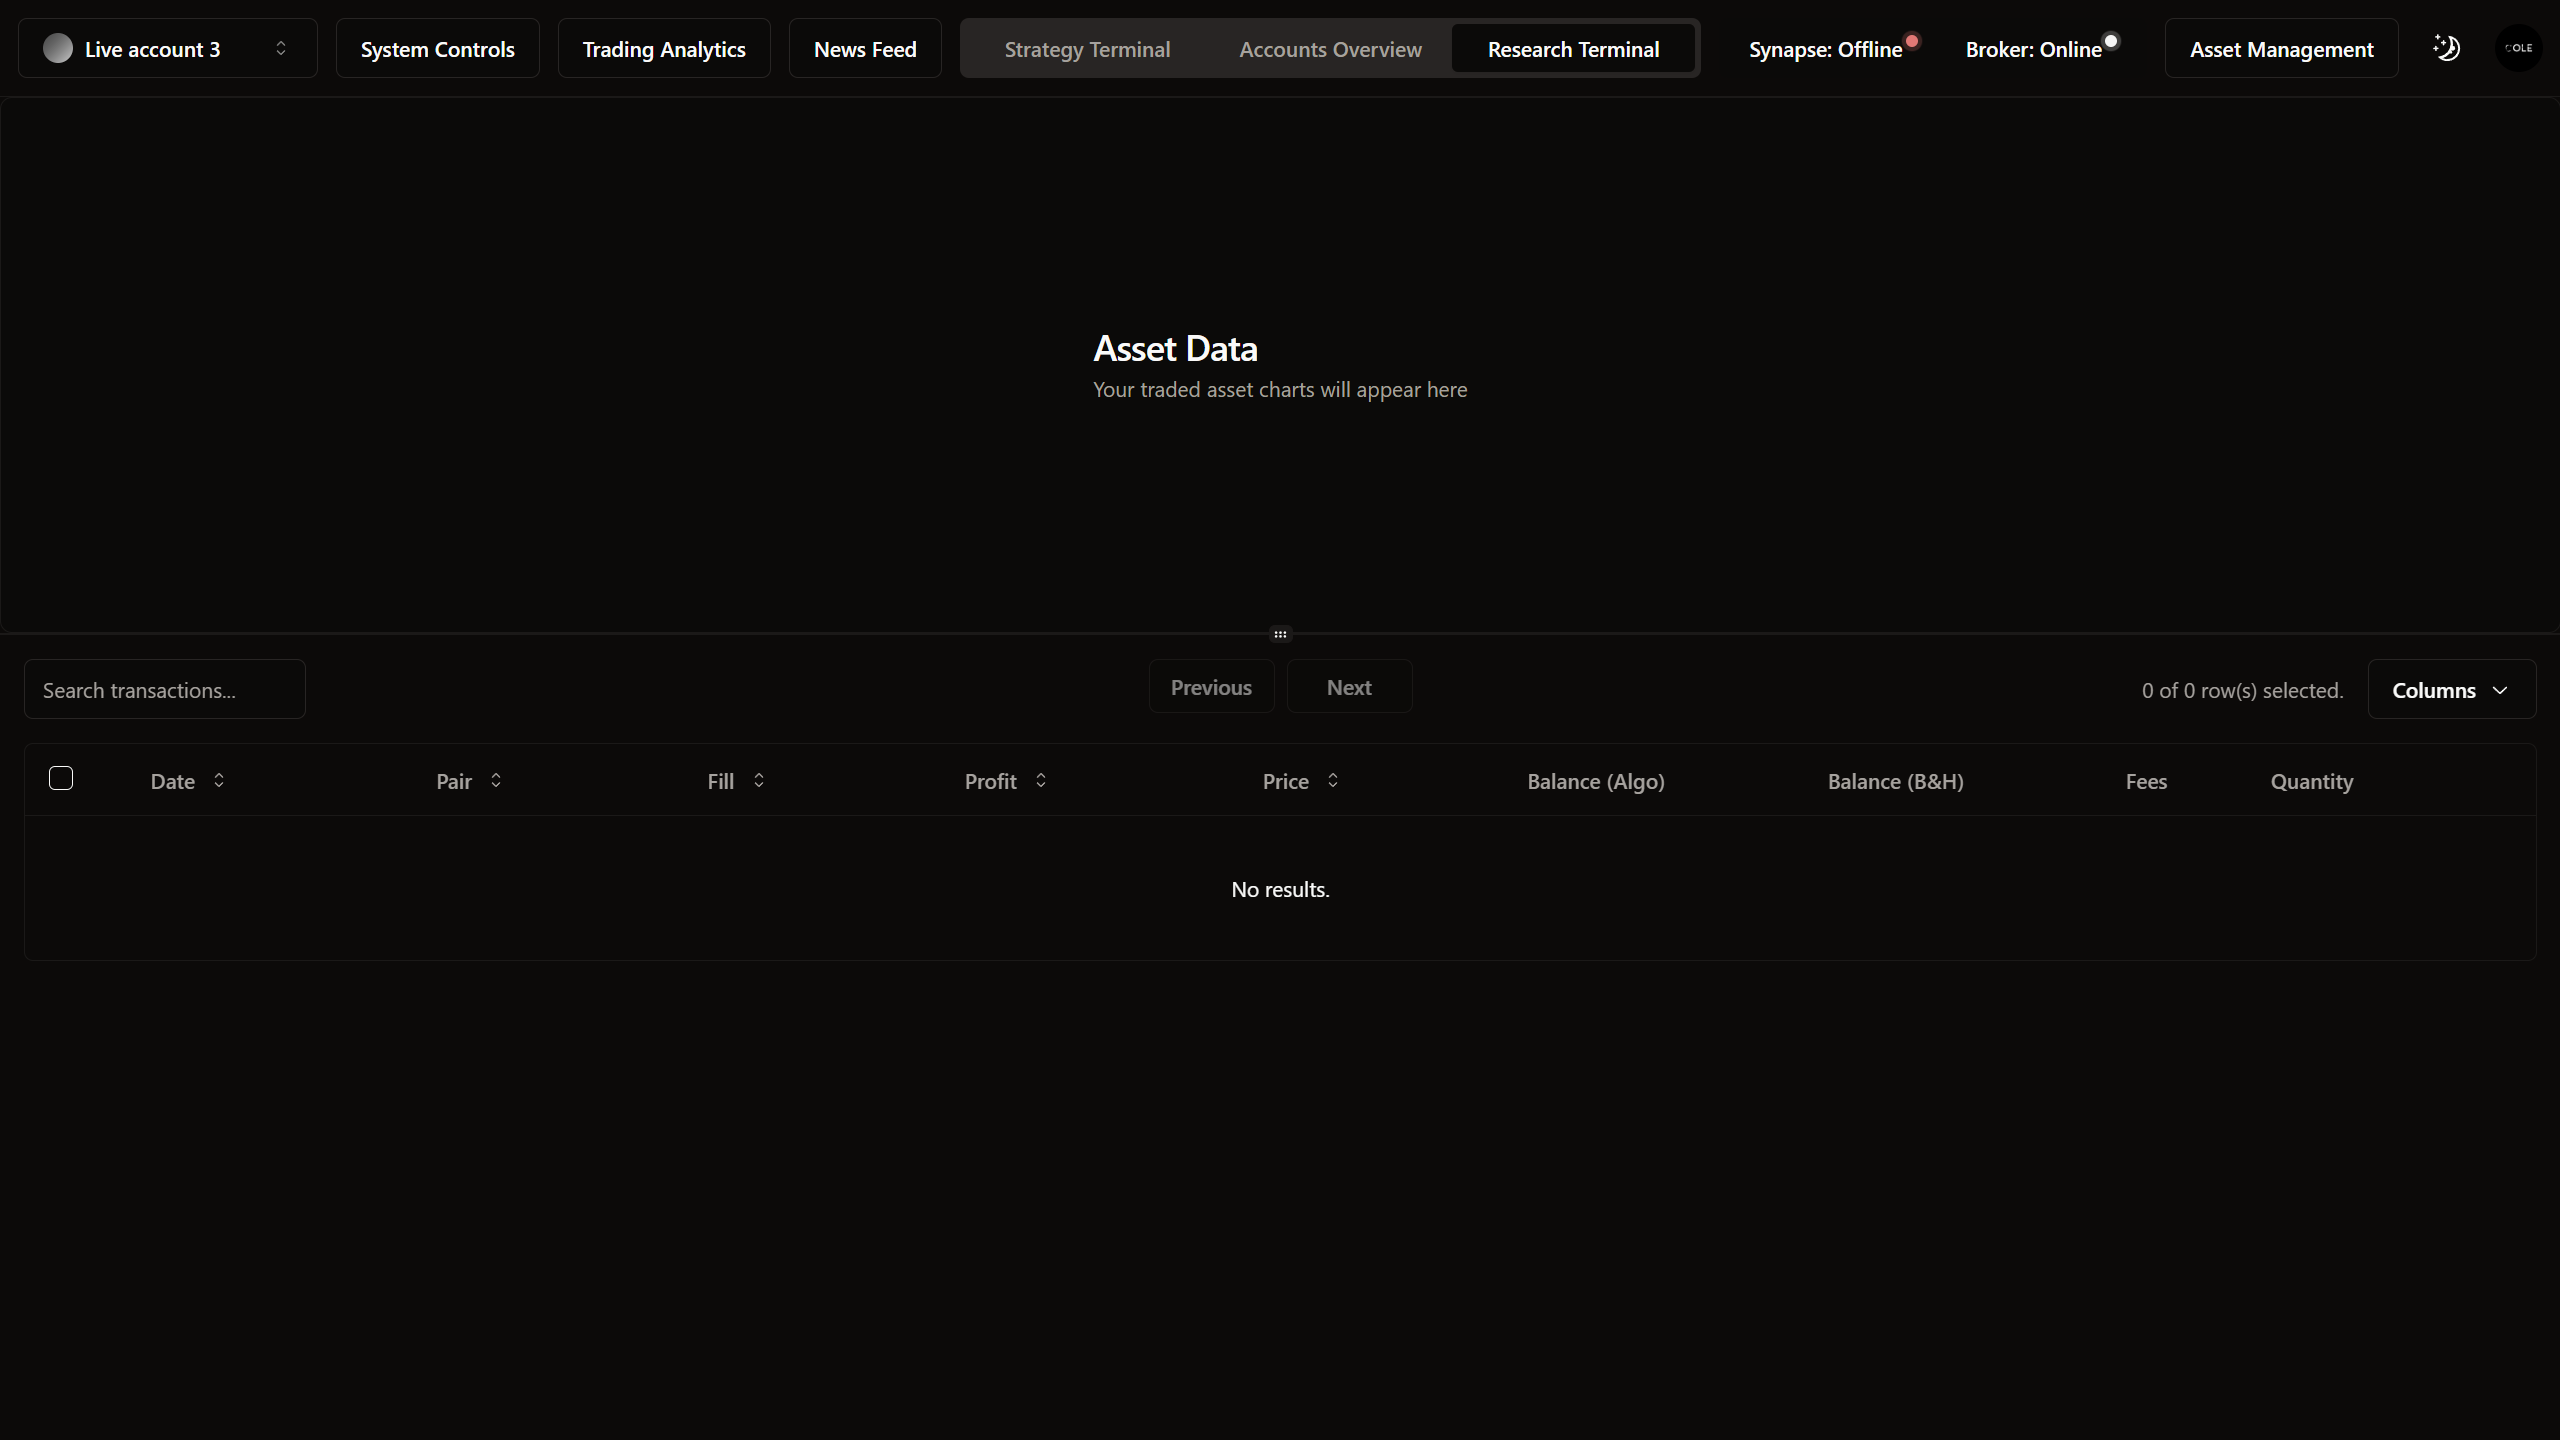 Live account 3
System Controls
Trading Analytics
News Feed
Strategy Terminal
Accounts Overview
Research Terminal
Synapse: Offline
Broker: Online
Asset Management
COLE
Asset Data
Your traded asset charts will appear here
Search transactions...
Previous
Next
0 of 0 row(s) selected.
Columns
Date
Pair
Fill
Profit
Price
Balance (Algo)
Balance (B&H)
Fees
Quantity
No results.